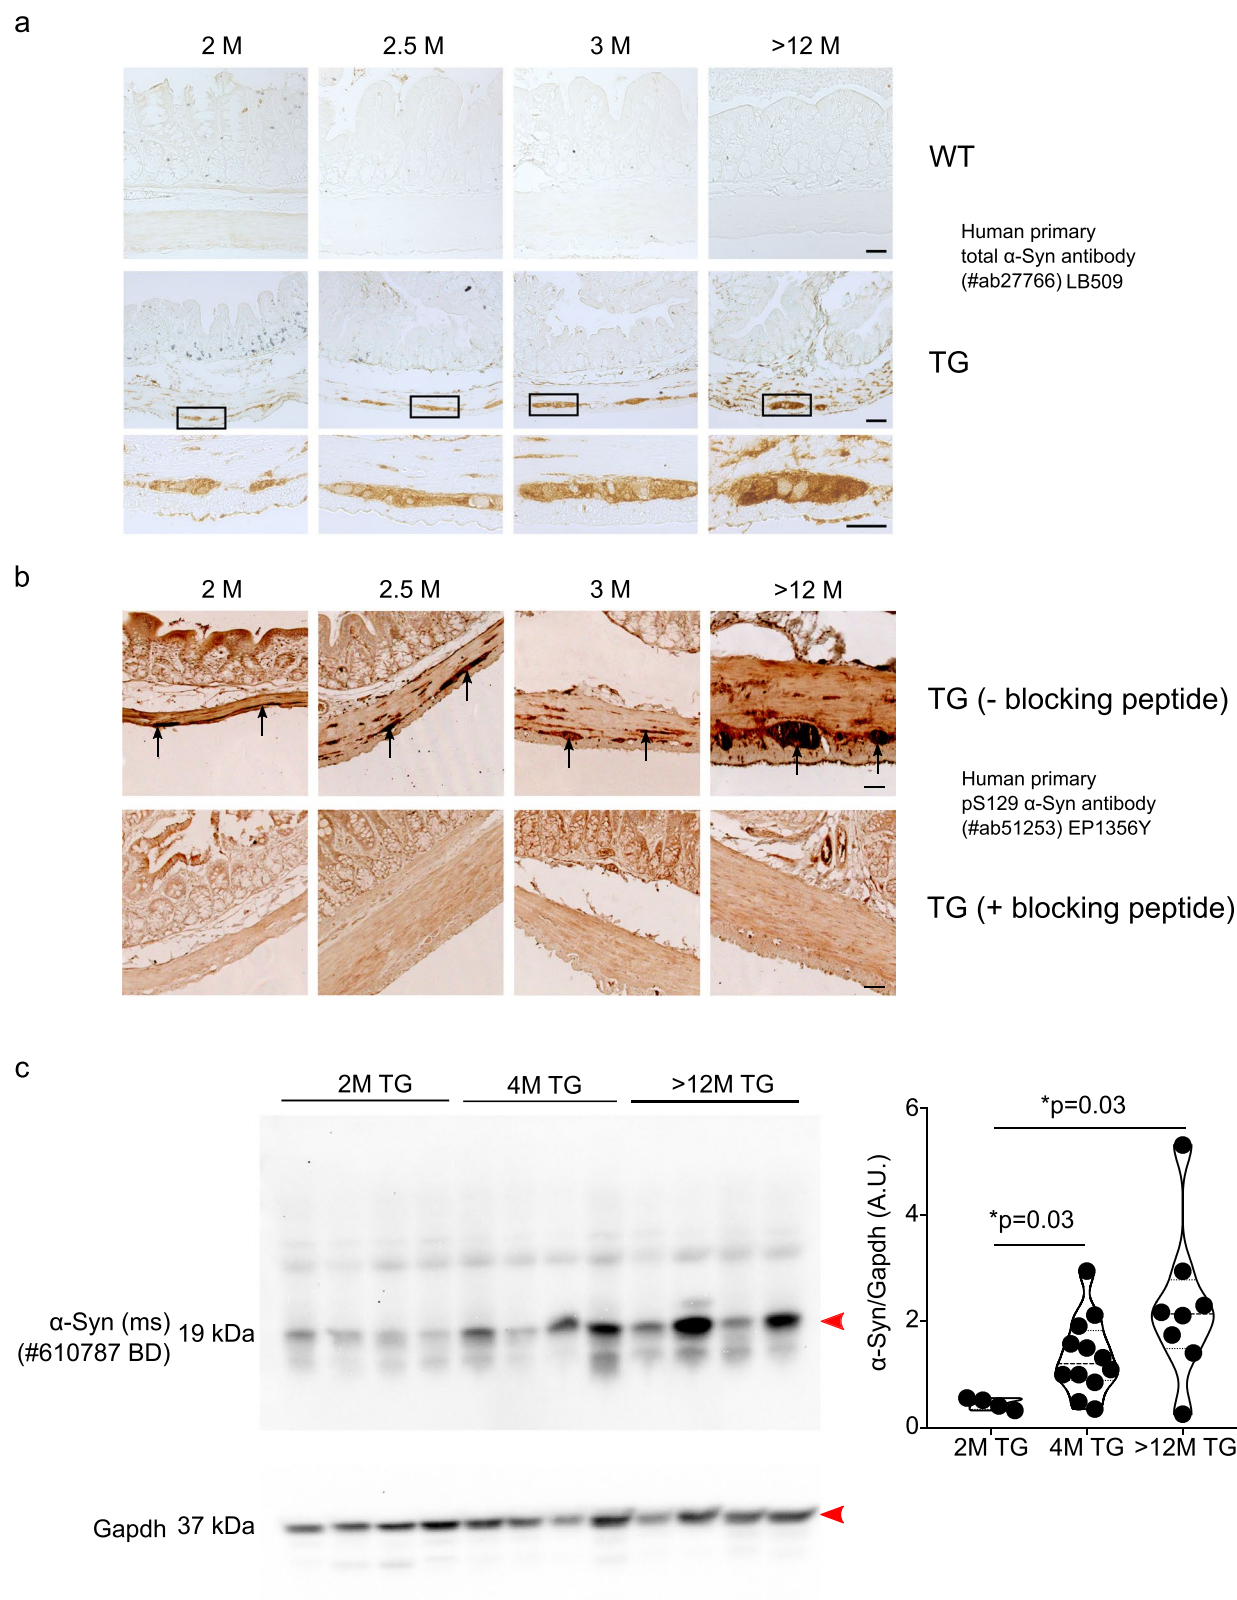 a
2 M
2.5 M
3 M
>12 M
WT
Human primary
total α-Syn antibody
(#ab27766) LB509
TG
b
2 M
2.5 M
3 M
>12 M
TG (- blocking peptide)
Human primary
pS129 α-Syn antibody
(#ab51253) EP1356Y
TG (+ blocking peptide)
c
2M TG
4M TG
>12M TG
α-Syn (ms)
(#610787 BD)
19 kDa
Gapdh
37 kDa
α-Syn/Gapdh (A.U.)
6
4
2
0
*p=0.03
*p=0.03
2M TG
4M TG
>12M TG